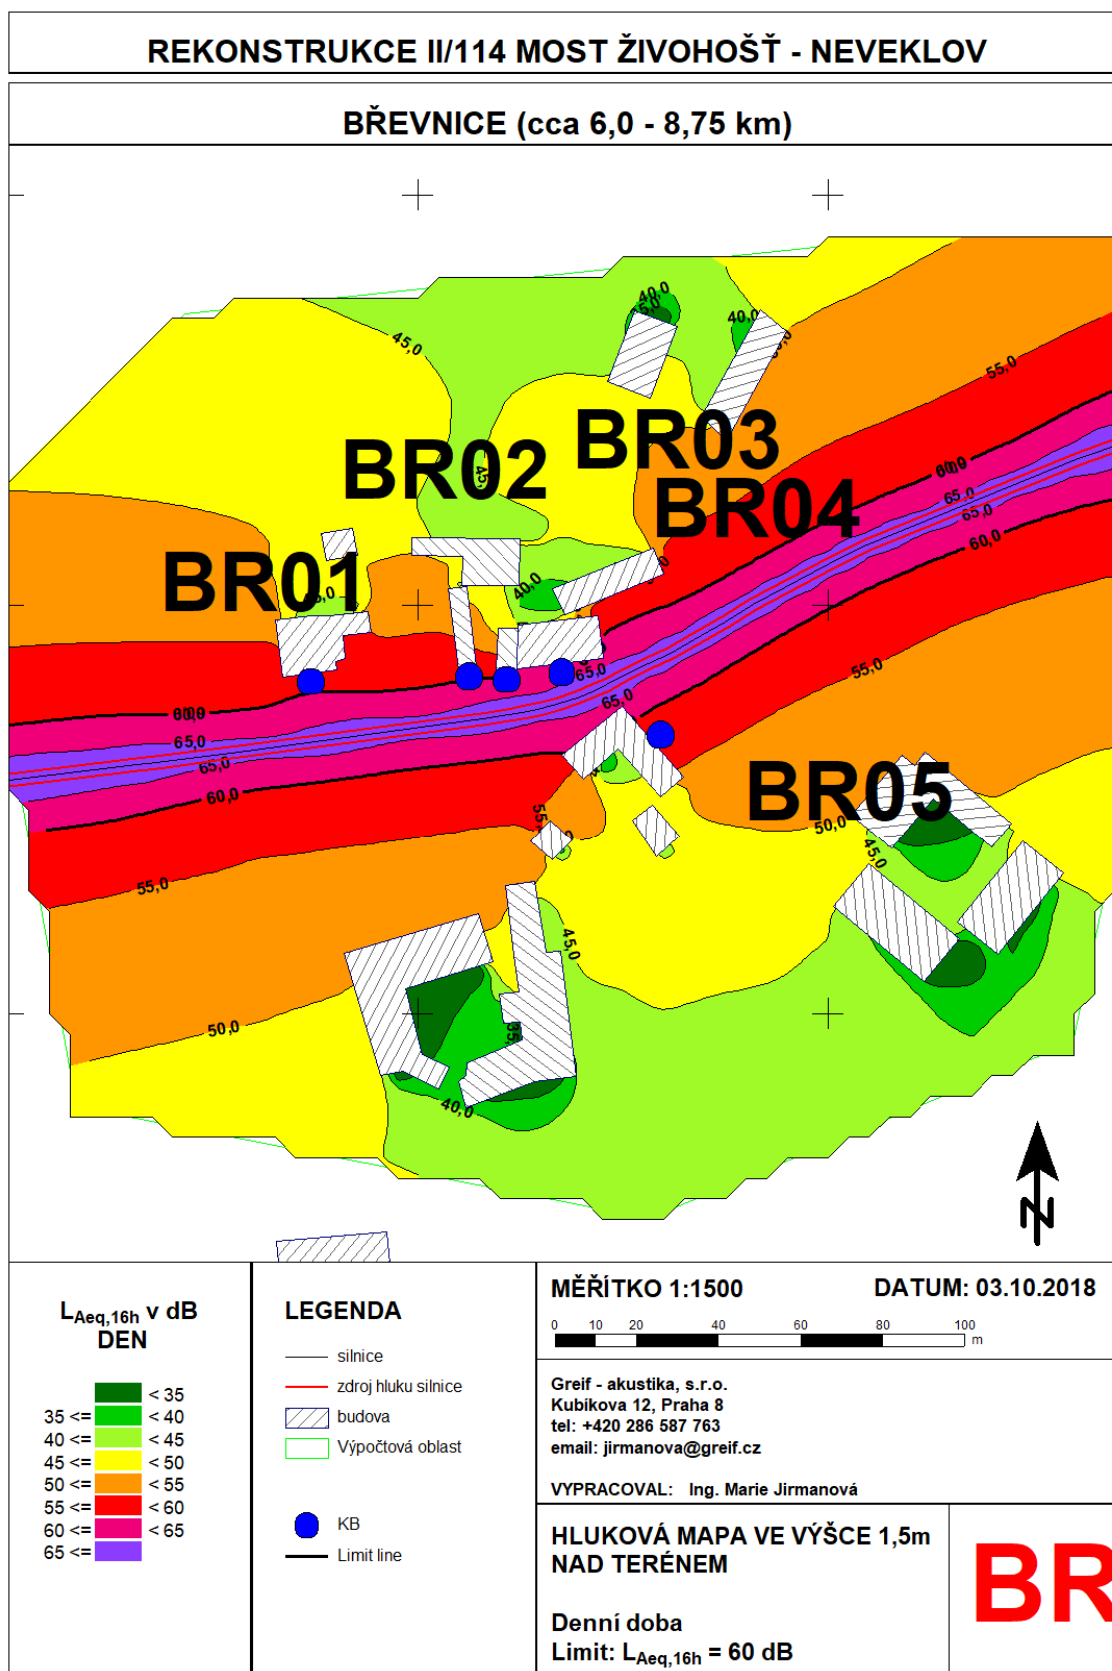 REKONSTRUKCE II/114 MOST ŽIVOHOŠŤ - NEVEKLOV
BŘEVNICE (cca 6,0 - 8,75 km)
40,0
40,0
45,0
55,0
BR03
BR02
45,
60,0
65,0
65,0
BR04
60,0
BR01
40,0
65,0
55,0
65,0
65,0
65,0
60,0
BR05
55,
50,0
45,0
55,0
45,0
50,0
35,
40,0
N
LAeq,16h v dB
DEN
< 35
35 <= < 40
40 <= < 45
45 <= < 50
50 <= < 55
55 <= < 60
60 <= < 65
65 <=
LEGENDA
silnice
zdroj hluku silnice
budova
Výpočtová oblast
KB
Limit line
MĚŘÍTKO 1:1500 DATUM: 03.10.2018
0 10 20 40 60 80 100
m
Greif - akustika, s.r.o.
Kubíkova 12, Praha 8
tel: +420 286 587 763
email: jirmanova@greif.cz
VYPRACOVAL: Ing. Marie Jirmanová
HLUKOVÁ MAPA VE VÝŠCE 1,5m
NAD TERÉNEM
Denní doba
Limit: LAeq,16h = 60 dB
BR